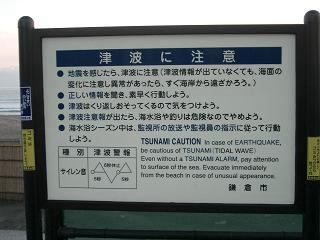 津波に注意
● 地震を感じたら、津波に注意(津波情報が出ていなくても、海面の
変化に注意し異常があったら、すぐ海岸から遠ざかろう。)
● 正しい情報を聞き、素早く行動しよう。
● 津波はくり返しおそってくるので気をつけよう。
● 津波注意報が出たら、海水浴や釣りは危険なのでやめよう。
● 海水浴シーズン中は、監視所の放送や監視員の指示に従って行動
しよう。
種別 津波警報
サイレン音 6秒休止
5秒 5秒
TSUNAMI CAUTION In case of EARTHQUAKE,
be cautious of TSUNAMI (TIDAL WAVE)
Even without a TSUNAMI ALARM, pay attention
to surface of the sea. Evacuate immediately
from the beach in case of unusual appearance.
鎌倉市